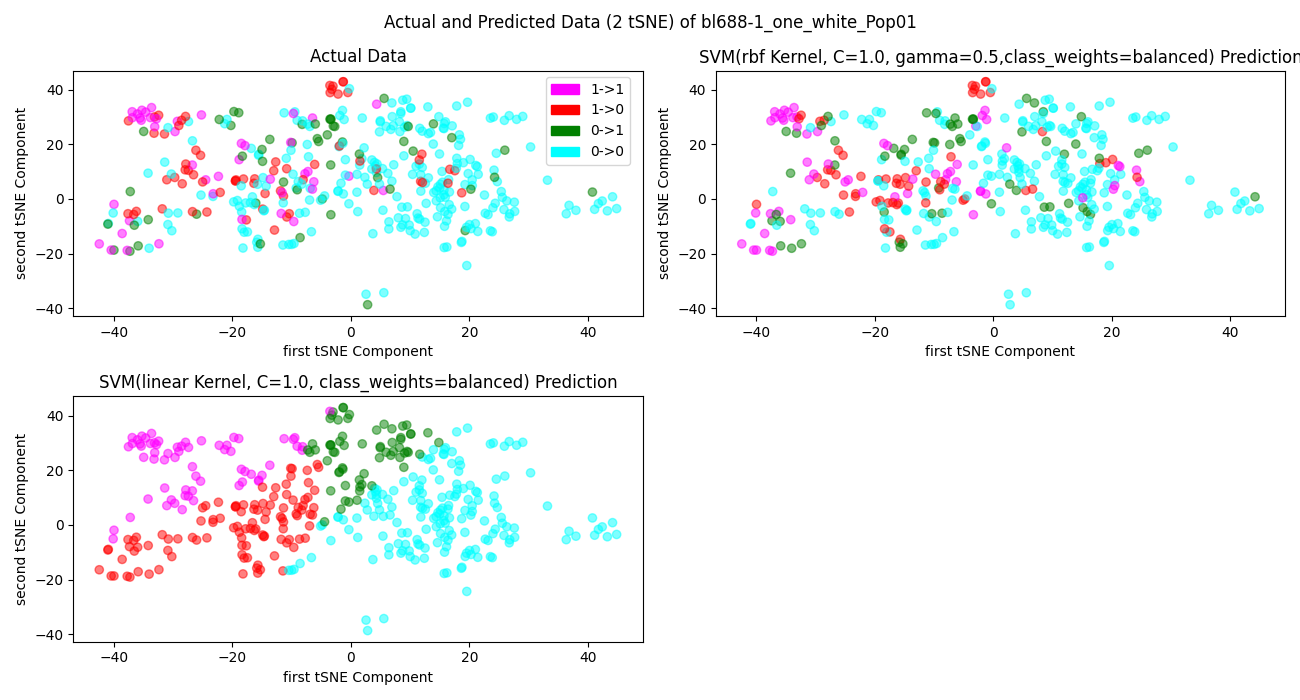 Actual and Predicted Data (2 tSNE) of bl688-1_one_white_Pop01
Actual Data
40
20
0
−20
−40
second tSNE Component
−40 −20 0 20 40
first tSNE Component
1->1
1->0
0->1
0->0
SVM(rbf Kernel, C=1.0, gamma=0.5,class_weights=balanced) Prediction
40
20
0
−20
−40
second tSNE Component
−40 −20 0 20 40
first tSNE Component
SVM(linear Kernel, C=1.0, class_weights=balanced) Prediction
40
20
0
−20
−40
second tSNE Component
−40 −20 0 20 40
first tSNE Component